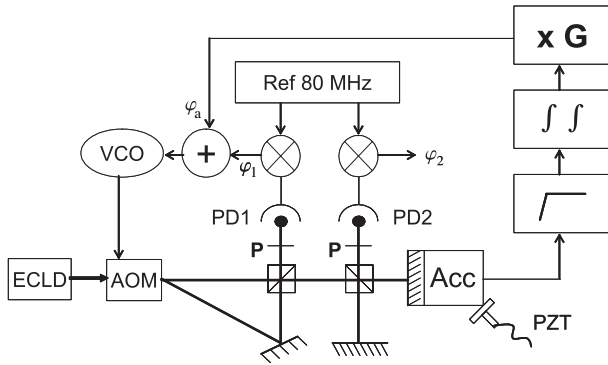 x G
Ref 80 MHz
φa
VCO
+
φ1
φ2
∫ ∫
PD1
PD2
P
P
ECLD
AOM
Acc
PZT